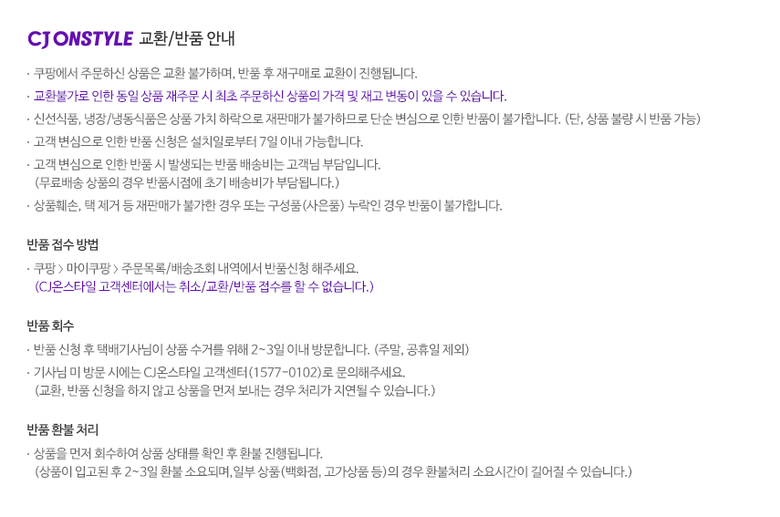 CJ ONSTYLE 교환/반품 안내
· 쿠팡에서 주문하신 상품은 교환 불가하며, 반품 후 재구매로 교환이 진행됩니다.
· 교환불가로 인한 동일 상품 재주문 시 최초 주문하신 상품의 가격 및 재고 변동이 있을 수 있습니다.
· 신선식품, 냉장/냉동식품은 상품 가치 하락으로 재판매가 불가하므로 단순 변심으로 인한 반품이 불가합니다. (단, 상품 불량 시 반품 가능)
· 고객 변심으로 인한 반품 신청은 설치일로부터 7일 이내 가능합니다.
· 고객 변심으로 인한 반품 시 발생되는 반품 배송비는 고객님 부담입니다.
(무료배송 상품의 경우 반품시점에 초기 배송비가 부담됩니다.)
· 상품훼손, 택 제거 등 재판매가 불가한 경우 또는 구성품(사은품) 누락인 경우 반품이 불가합니다.
반품 접수 방법
· 쿠팡 > 마이쿠팡 > 주문목록/배송조회 내역에서 반품신청 해주세요.
(CJ온스타일 고객센터에서는 취소/교환/반품 접수를 할 수 없습니다.)
반품 회수
· 반품 신청 후 택배기사님이 상품 수거를 위해 2~3일 이내 방문합니다. (주말, 공휴일 제외)
· 기사님 미 방문 시에는 CJ온스타일 고객센터(1577-0102)로 문의해주세요.
(교환, 반품 신청을 하지 않고 상품을 먼저 보내는 경우 처리가 지연될 수 있습니다.)
반품 환불 처리
· 상품을 먼저 회수하여 상품 상태를 확인 후 환불 진행됩니다.
(상품이 입고된 후 2~3일 환불 소요되며,일부 상품(백화점, 고가상품 등)의 경우 환불처리 소요시간이 길어질 수 있습니다.)